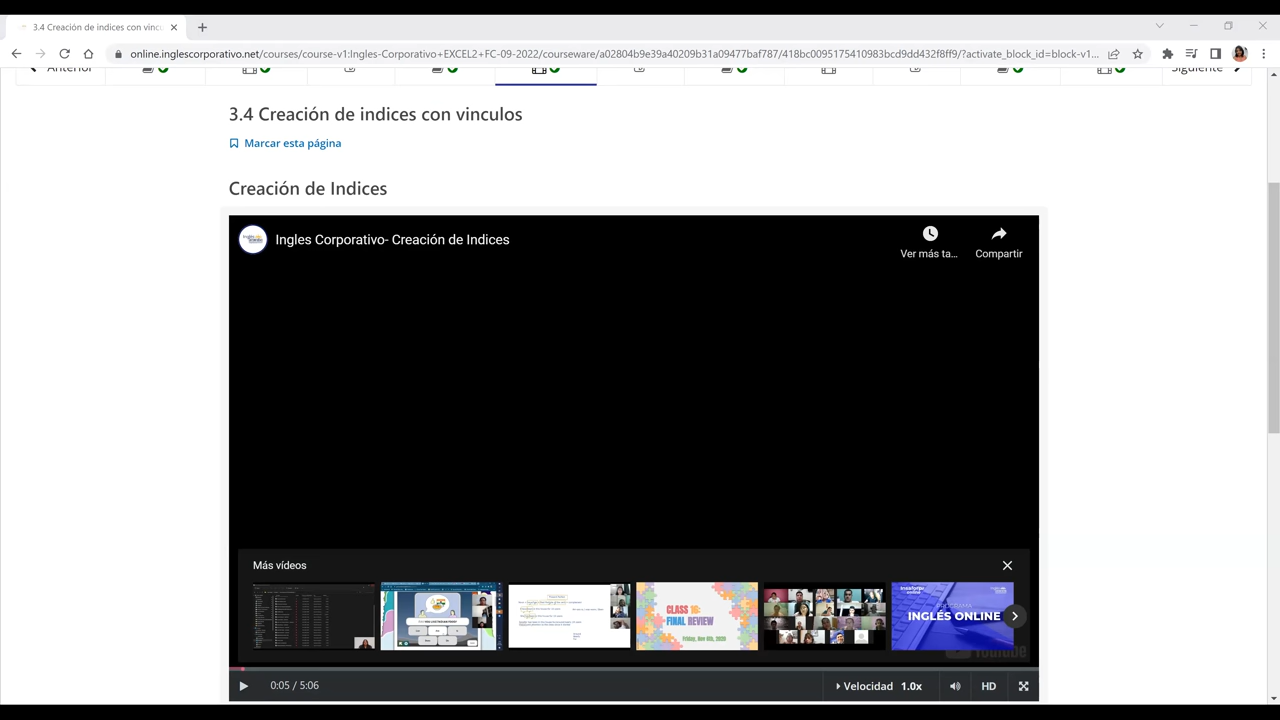 3.4 Creación de indices con vincu
online.inglescorporativo.net/courses/course-v1:Ingles-Corporativo+EXCEL2+FC-09-2022/courseware/a02804b9e39a40209b31a09477baf787/418bc0095175410983bcd9dd432f8ff9/?activate_block_id=block-v1...
Anterior
Siguiente
3.4 Creación de indices con vinculos
Marcar esta página
Creación de Indices
Ingles Corporativo- Creación de Indices
Ver más ta...
Compartir
Más vídeos
CLASS 16:
FINAL REVIEW
INGLÉS ONLINE
YouTube
0:05 / 5:06
Velocidad 1.0x
HD